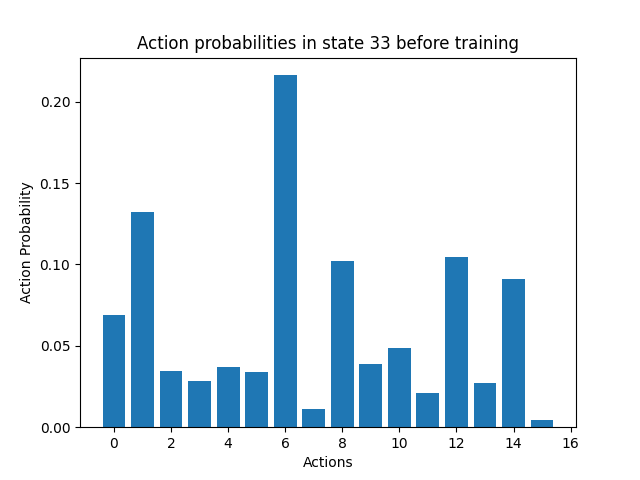 Action probabilities in state 33 before training
0.20
0.15
0.10
0.05
0.00
Action Probability
0 2 4 6 8 10 12 14 16
Actions